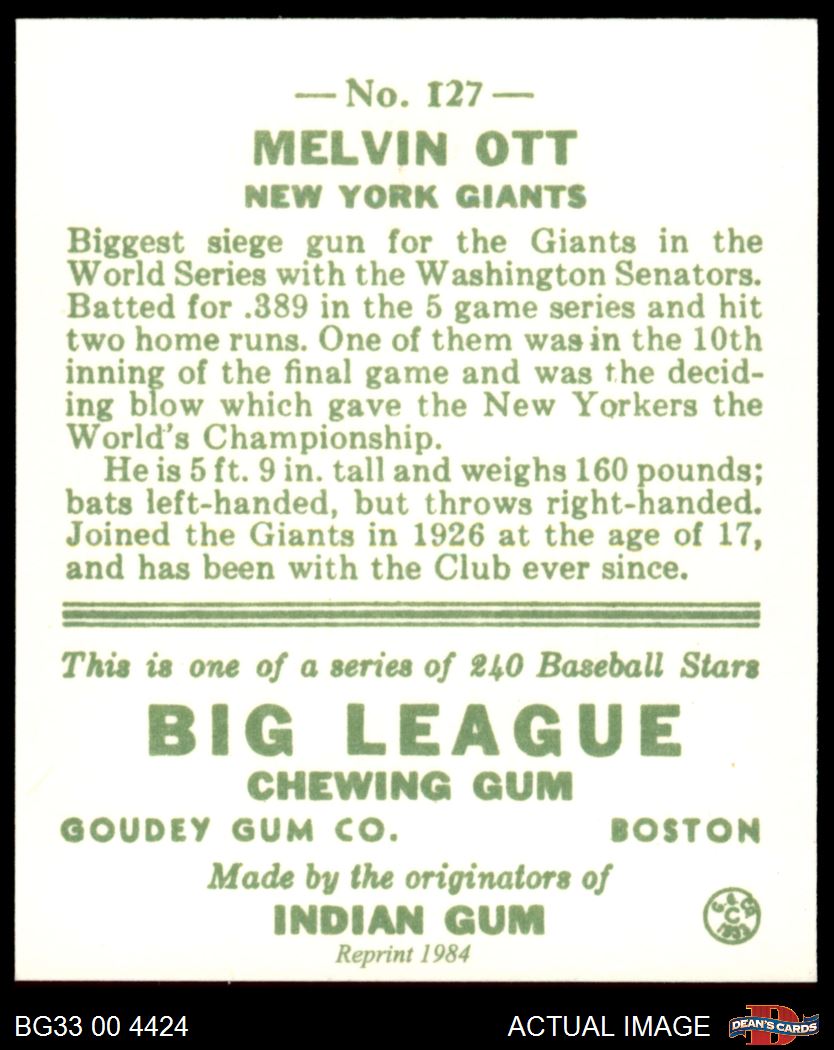 — No. 127 —
MELVIN OTT
NEW YORK GIANTS
Biggest siege gun for the Giants in the
World Series with the Washington Senators.
Batted for .389 in the 5 game series and hit
two home runs. One of them was in the 10th
inning of the final game and was the decid-
ing blow which gave the New Yorkers the
World's Championship.
He is 5 ft. 9 in. tall and weighs 160 pounds;
bats left-handed, but throws right-handed.
Joined the Giants in 1926 at the age of 17,
and has been with the Club ever since.
This is one of a series of 240 Baseball Stars
BIG LEAGUE
CHEWING GUM
GOUDEY GUM CO. BOSTON
Made by the originators of
INDIAN GUM
Reprint 1984
C
1933
BG33 00 4424 ACTUAL IMAGE
D
DEAN'S CARDS